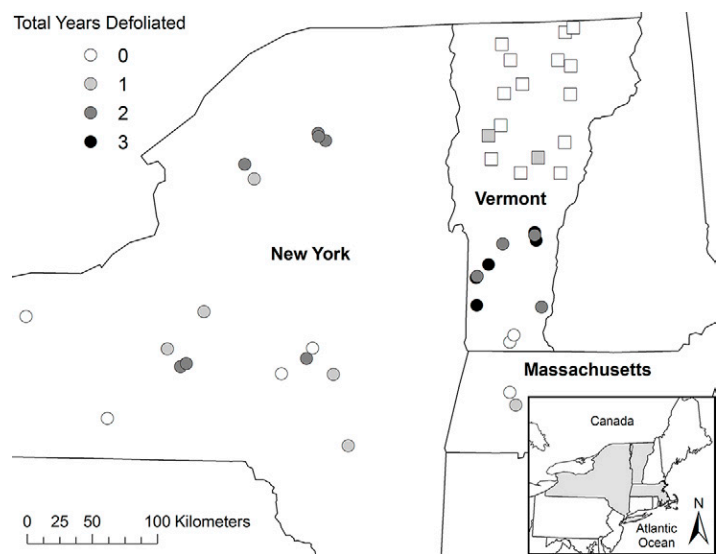 Total Years Defoliated
0
1
2
3
Vermont
New York
Massachusetts
Canada
0 25 50 100 Kilometers
N
Atlantic
Ocean